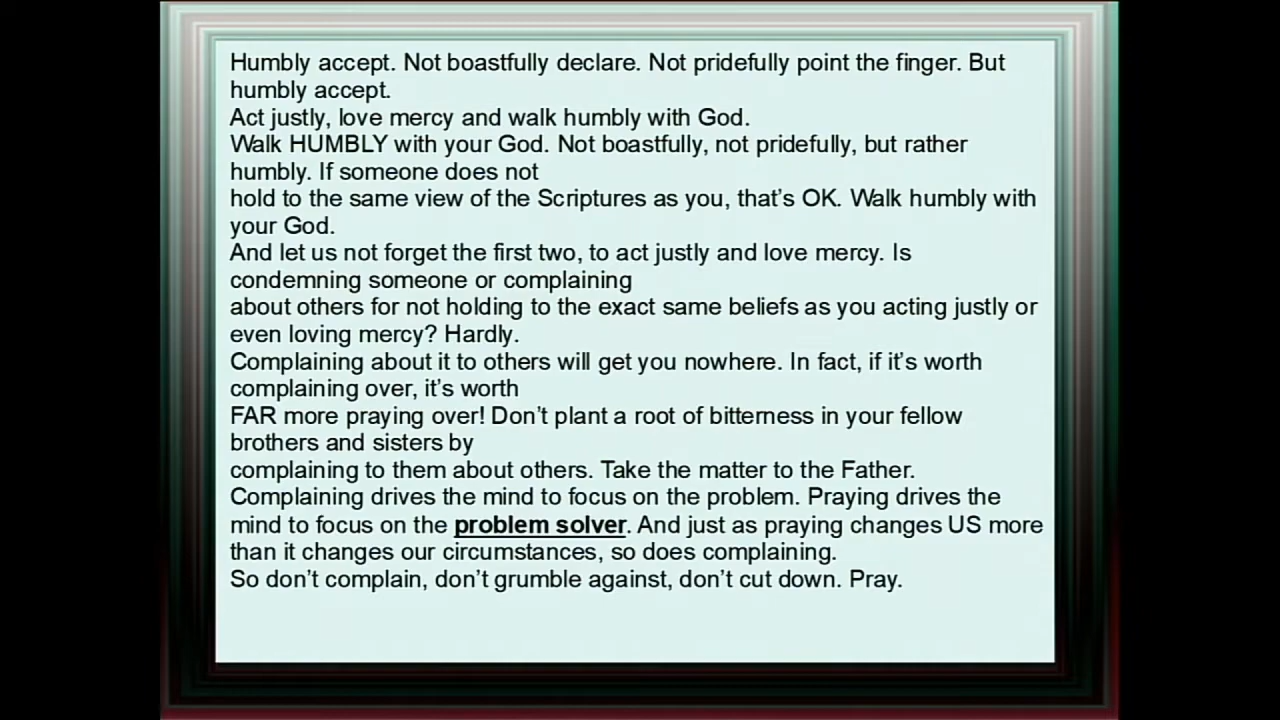 Humbly accept. Not boastfully declare. Not pridefully point the finger. But
humbly accept.
Act justly, love mercy and walk humbly with God.
Walk HUMBLY with your God. Not boastfully, not pridefully, but rather
humbly. If someone does not
hold to the same view of the Scriptures as you, that’s OK. Walk humbly with
your God.
And let us not forget the first two, to act justly and love mercy. Is
condemning someone or complaining
about others for not holding to the exact same beliefs as you acting justly or
even loving mercy? Hardly.
Complaining about it to others will get you nowhere. In fact, if it’s worth
complaining over, it’s worth
FAR more praying over! Don’t plant a root of bitterness in your fellow
brothers and sisters by
complaining to them about others. Take the matter to the Father.
Complaining drives the mind to focus on the problem. Praying drives the
mind to focus on the problem solver. And just as praying changes US more
than it changes our circumstances, so does complaining.
So don’t complain, don’t grumble against, don’t cut down. Pray.